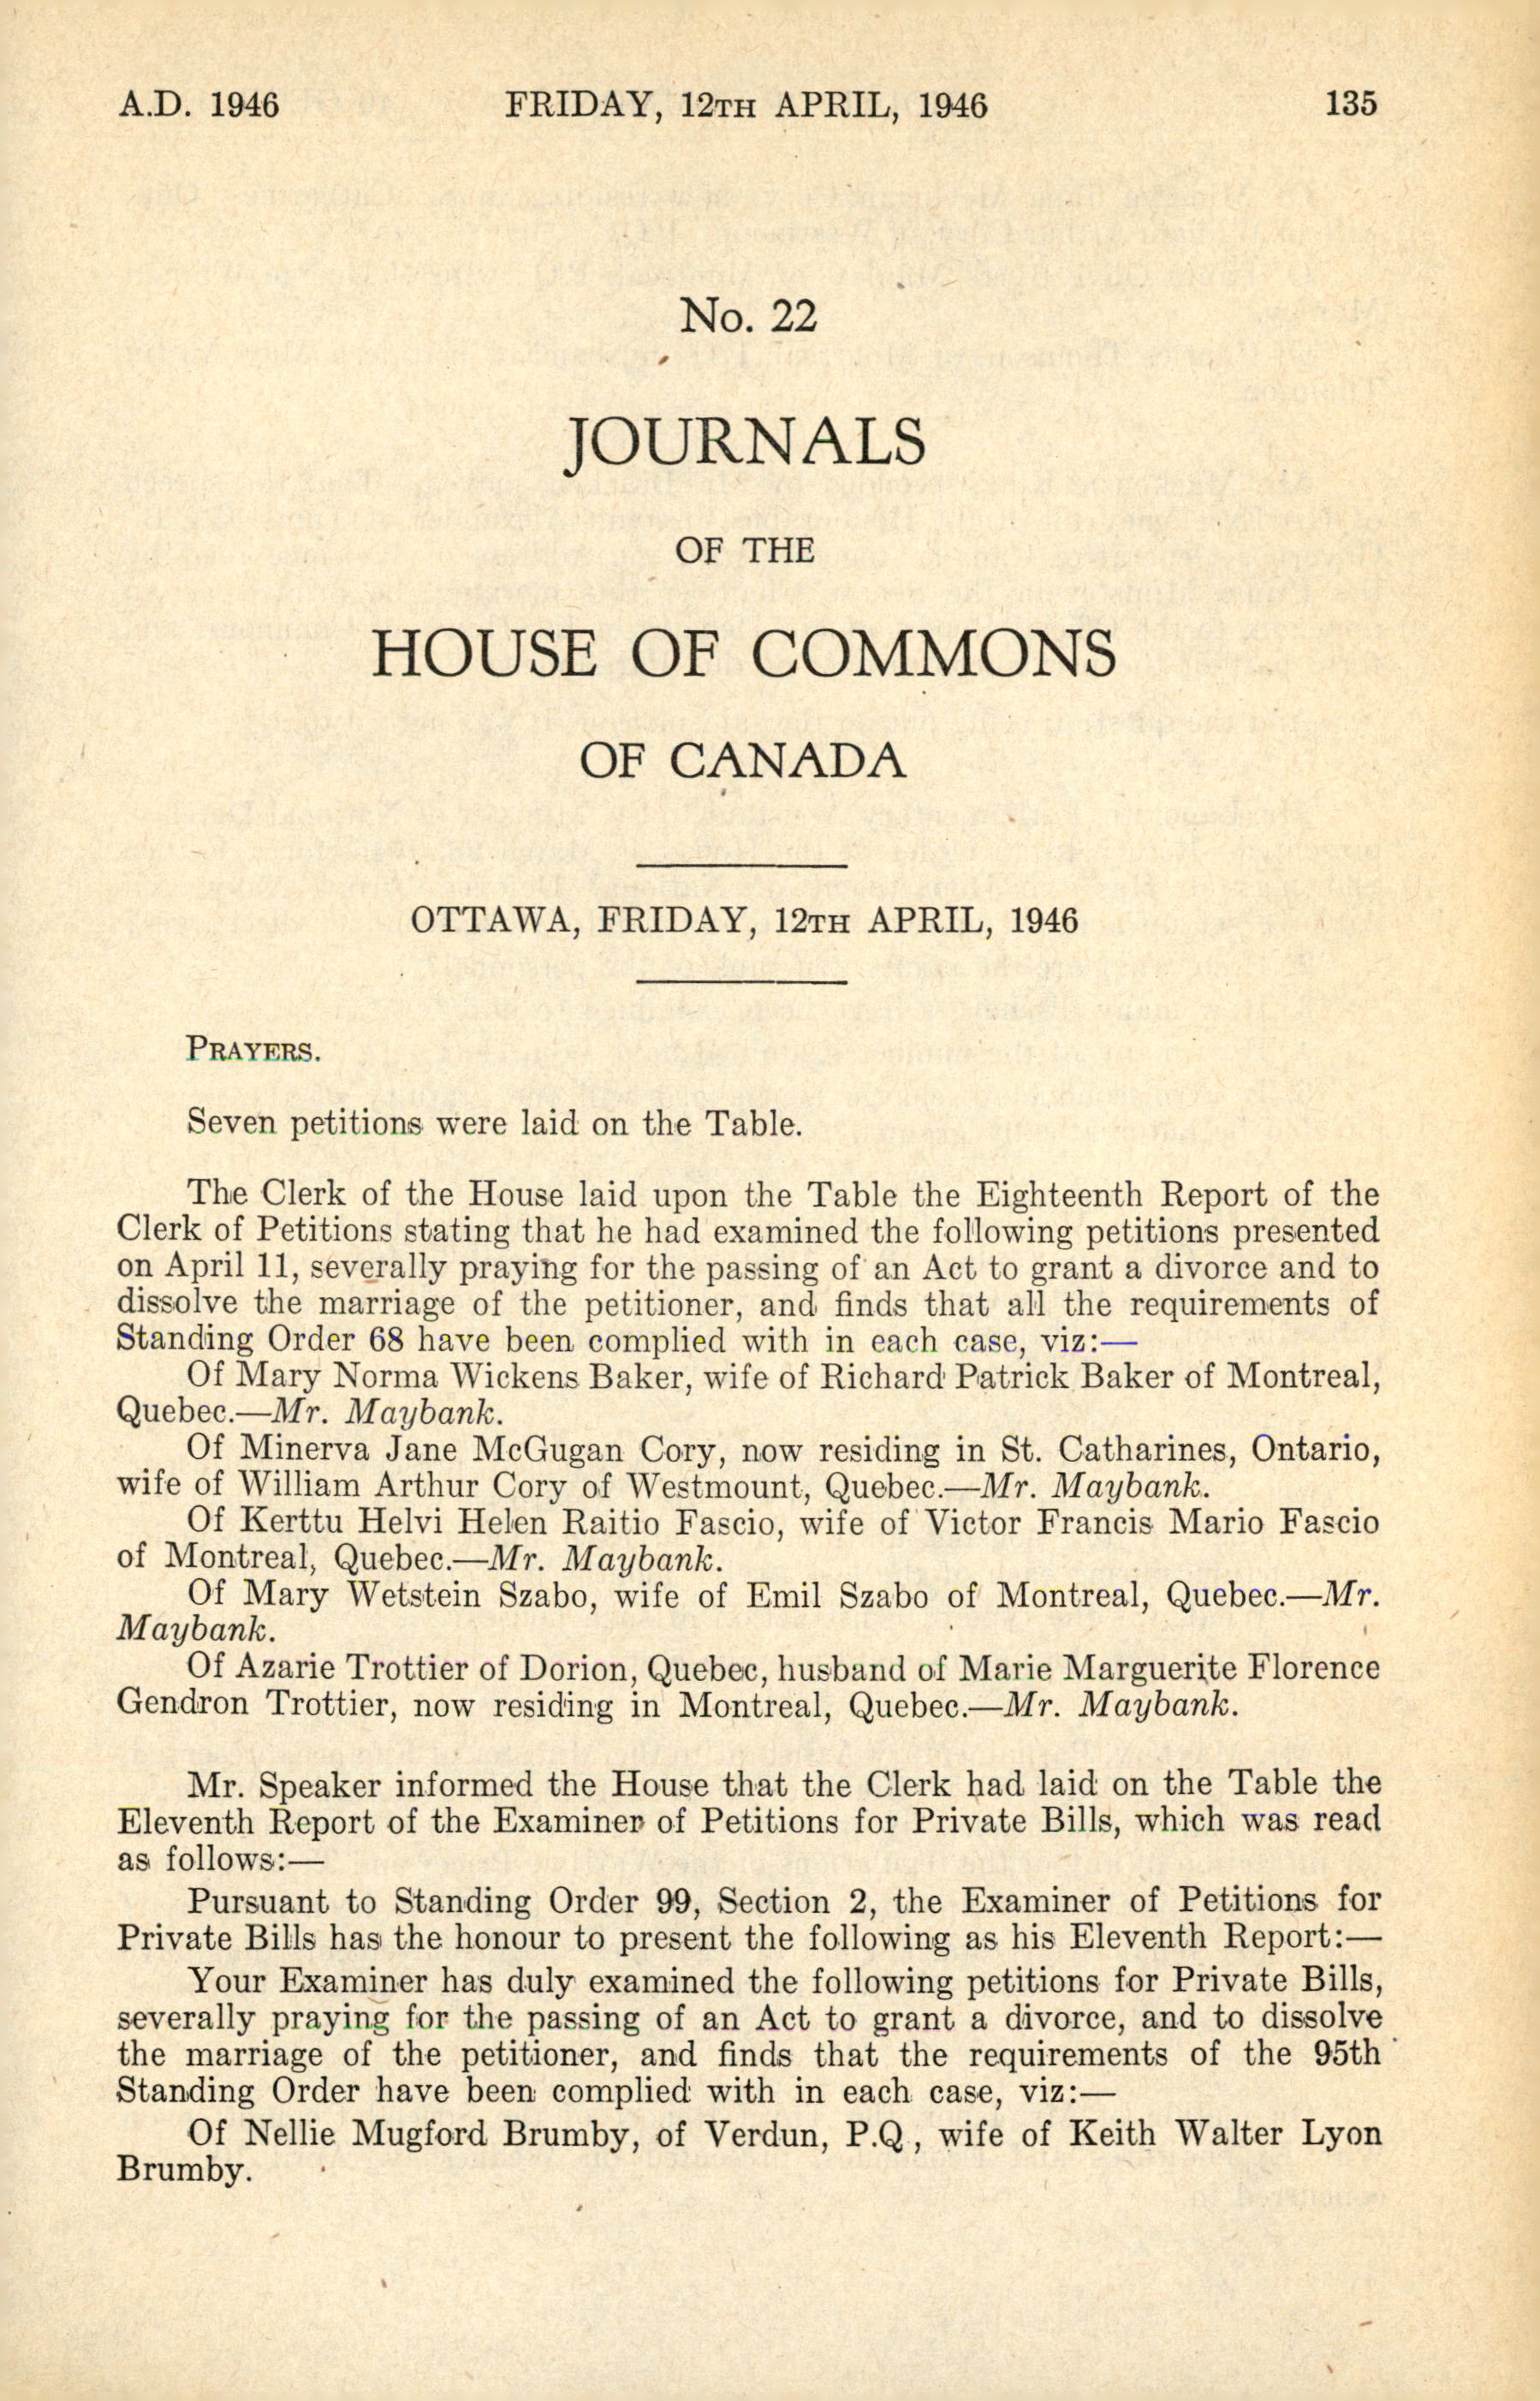 A.D. 1946 FRIDAY, 12TH APRIL, 1946 135
No. 22
JOURNALS
OF THE
HOUSE OF COMMONS
OF CANADA
OTTAWA, FRIDAY, 12TH APRIL, 1946
PRAYERS.
Seven petitions were laid on the Table.
The Clerk of the House laid upon the Table the Eighteenth Report of the
Clerk of Petitions stating that he had examined the following petitions presented
on April 11, severally praying for the passing of an Act to grant a divorce and to
dissolve the marriage of the petitioner, and finds that all the requirements of
Standing Order 68 have been complied with in each case, viz:—
Of Mary Norma Wickens Baker, wife of Richard Patrick Baker of Montreal,
Quebec.—Mr. Maybank.
Of Minerva Jane McGugan Cory, now residing in St. Catharines, Ontario,
wife of William Arthur Cory of Westmount, Quebec.—Mr. Maybank.
Of Kerttu Helvi Helen Raitio Fascio, wife of Victor Francis Mario Fascio
of Montreal, Quebec.—Mr. Maybank.
Of Mary Wetstein Szabo, wife of Emil Szabo of Montreal, Quebec.—Mr.
Maybank.
Of Azarie Trottier of Dorion, Quebec, husband of Marie Marguerite Florence
Gendron Trottier, now residing in Montreal, Quebec.—Mr. Maybank.
Mr. Speaker informed the House that the Clerk had laid on the Table the
Eleventh Report of the Examiner of Petitions for Private Bills, which was read
as follows:—
Pursuant to Standing Order 99, Section 2, the Examiner of Petitions for
Private Bills has the honour to present the following as his Eleventh Report:—
Your Examiner has duly examined the following petitions for Private Bills,
severally praying for the passing of an Act to grant a divorce, and to dissolve
the marriage of the petitioner, and finds that the requirements of the 95th
Standing Order have been complied with in each case, viz:—
Of Nellie Mugford Brumby, of Verdun, P.Q., wife of Keith Walter Lyon
Brumby.